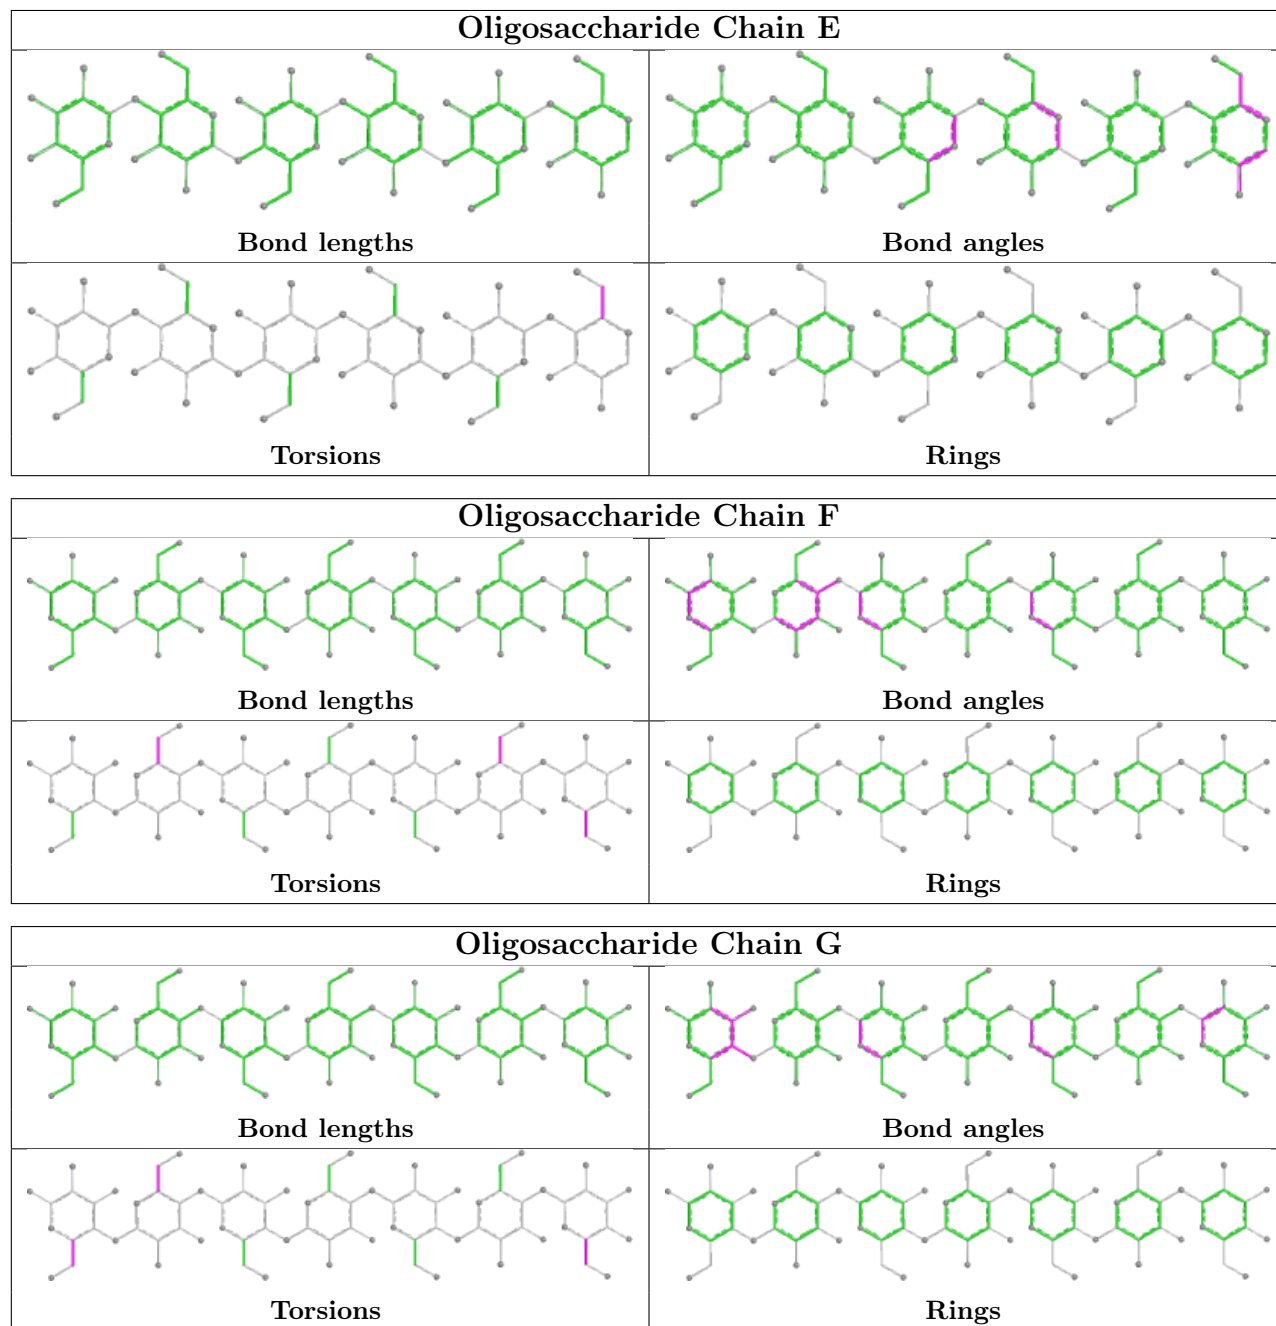 Oligosaccharide Chain E
Bond lengths
Bond angles
Torsions
Rings
Oligosaccharide Chain F
Bond lengths
Bond angles
Torsions
Rings
Oligosaccharide Chain G
Bond lengths
Bond angles
Torsions
Rings